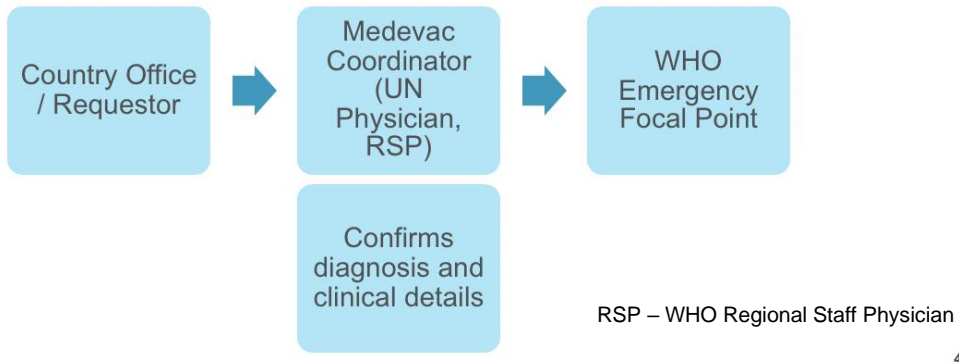 Country Office
/ Requestor
Medevac
Coordinator
(UN
Physician,
RSP)
WHO
Emergency
Focal Point
Confirms
diagnosis and
clinical details
RSP – WHO Regional Staff Physician